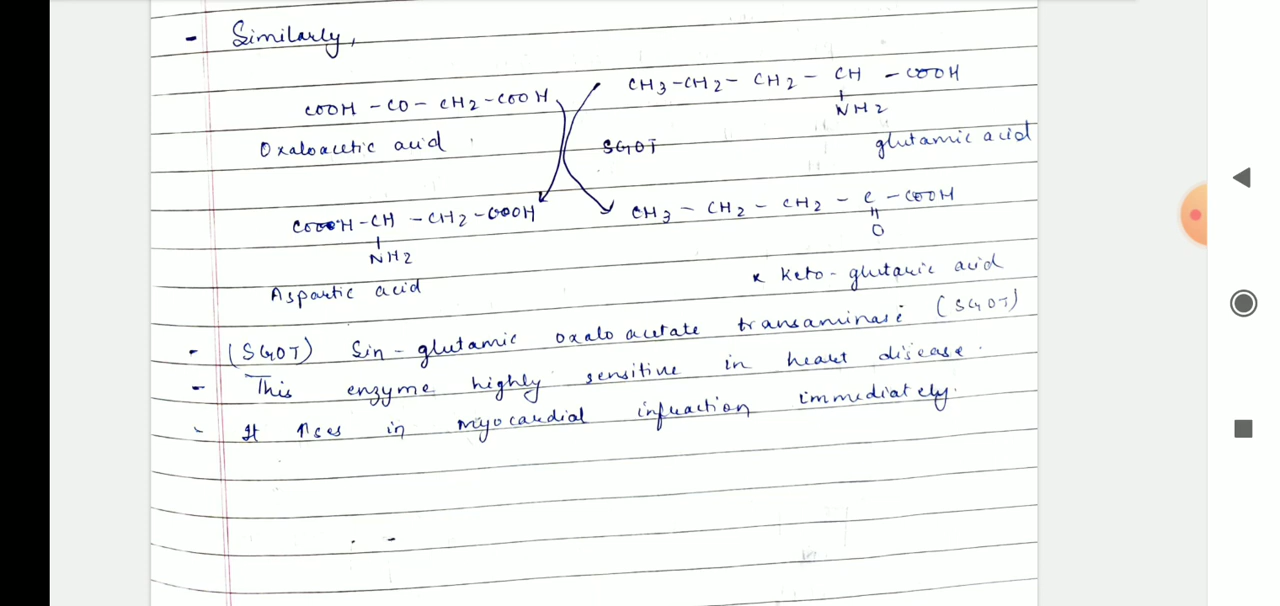 - Similarly,
CH3-CH2- CH2 - CH - COOH
COOH - CO - CH2 - COOH
NH2
Oxaloacetic acid
SGOT
glutamic acid
COOH - CH - CH2 - COOH
CH3 - CH2 - CH2 - C - COOH
NH2
O
Aspartic acid
α Keto - glutaric acid
- (SGOT) Sin - glutamic oxalo acetate transaminase (SGOT)
- This enzyme highly sensitive in heart disease.
- It rises in myocardial infraction immediately.